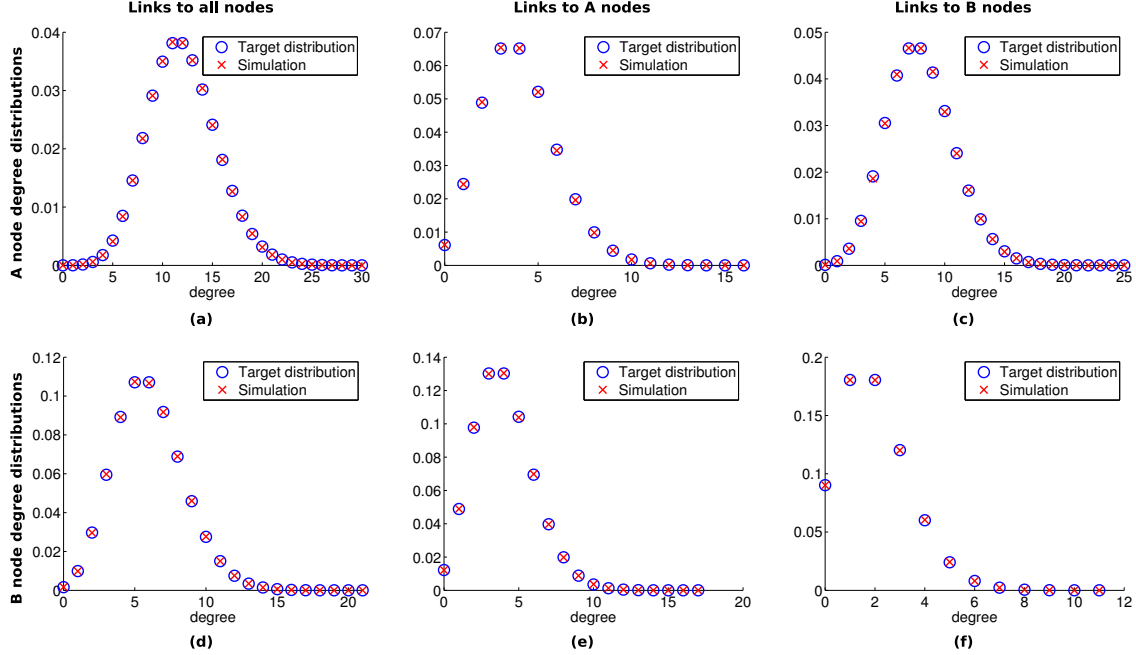 Links to all nodes
Links to A nodes
Links to B nodes
A node degree distributions
0.04
0.03
0.02
0.01
0
0 5 10 15 20 25 30
degree
Target distribution
Simulation
(a)
0.07
0.06
0.05
0.04
0.03
0.02
0.01
0
0 5 10 15
degree
Target distribution
Simulation
(b)
0.05
0.04
0.03
0.02
0.01
0
0 5 10 15 20 25
degree
Target distribution
Simulation
(c)
B node degree distributions
0.12
0.1
0.08
0.06
0.04
0.02
0
0 5 10 15 20
degree
Target distribution
Simulation
(d)
0.14
0.12
0.1
0.08
0.06
0.04
0.02
0
0 5 10 15 20
degree
Target distribution
Simulation
(e)
0.2
0.15
0.1
0.05
0
0 2 4 6 8 10 12
degree
Target distribution
Simulation
(f)